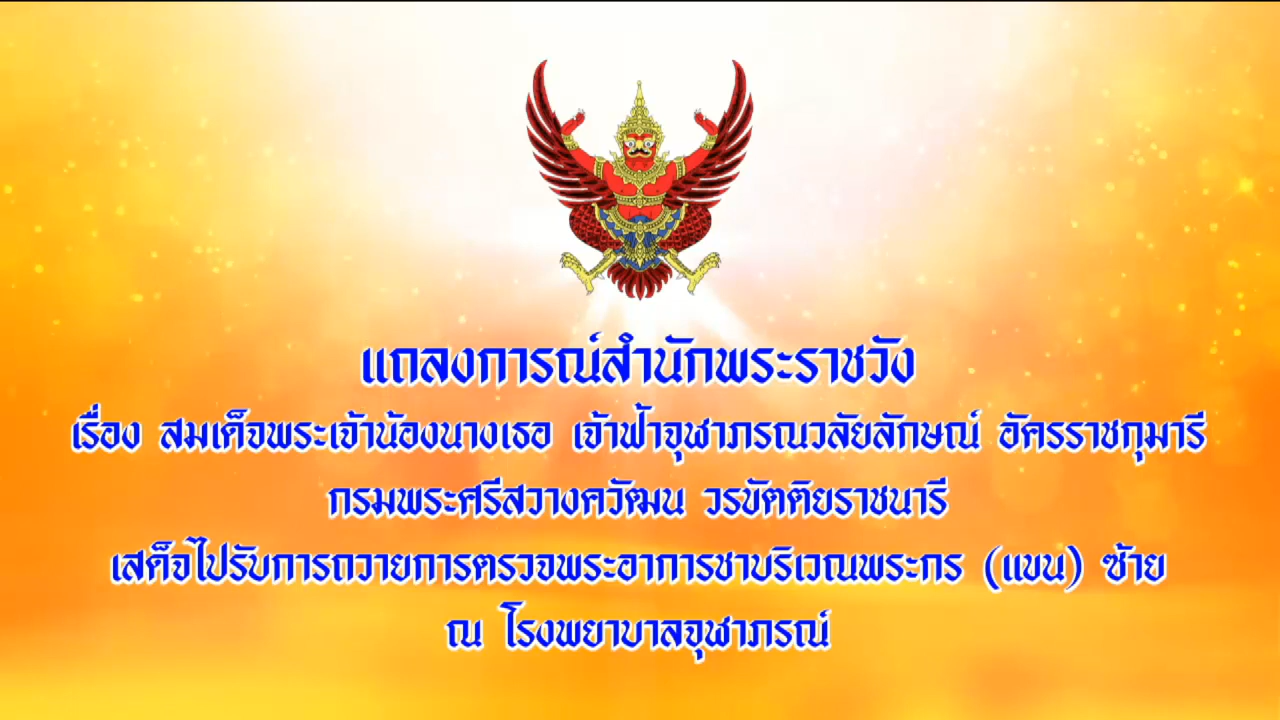 แถลงการณ์สำนักพระราชวัง
เรื่อง สมเด็จพระเจ้าน้องนางเธอ เจ้าฟ้าจุฬาภรณวลัยลักษณ์ อัครราชกุมารี
กรมพระศรีสวางควัฒน วรขัตติยราชนารี
เสด็จไปรับการถวายการตรวจพระอาการชาบริเวณพระกร (แขน) ซ้าย
ณ โรงพยาบาลจุฬาภรณ์